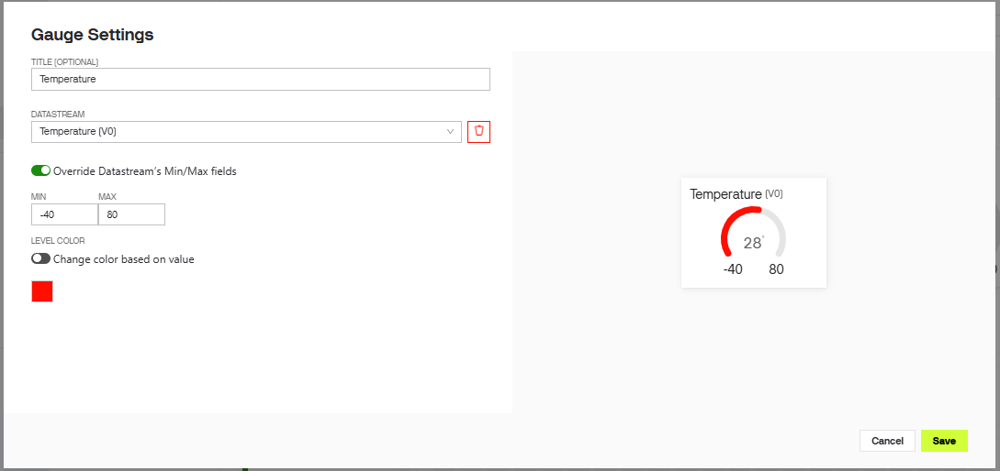 Gauge Settings
TITLE (OPTIONAL)
Temperature
DATASTREAM
Temperature (V0)
Override Datastream's Min/Max fields
MIN MAX
-40 80
LEVEL COLOR
Change color based on value
Temperature (V0)
28°
-40 80
Cancel Save